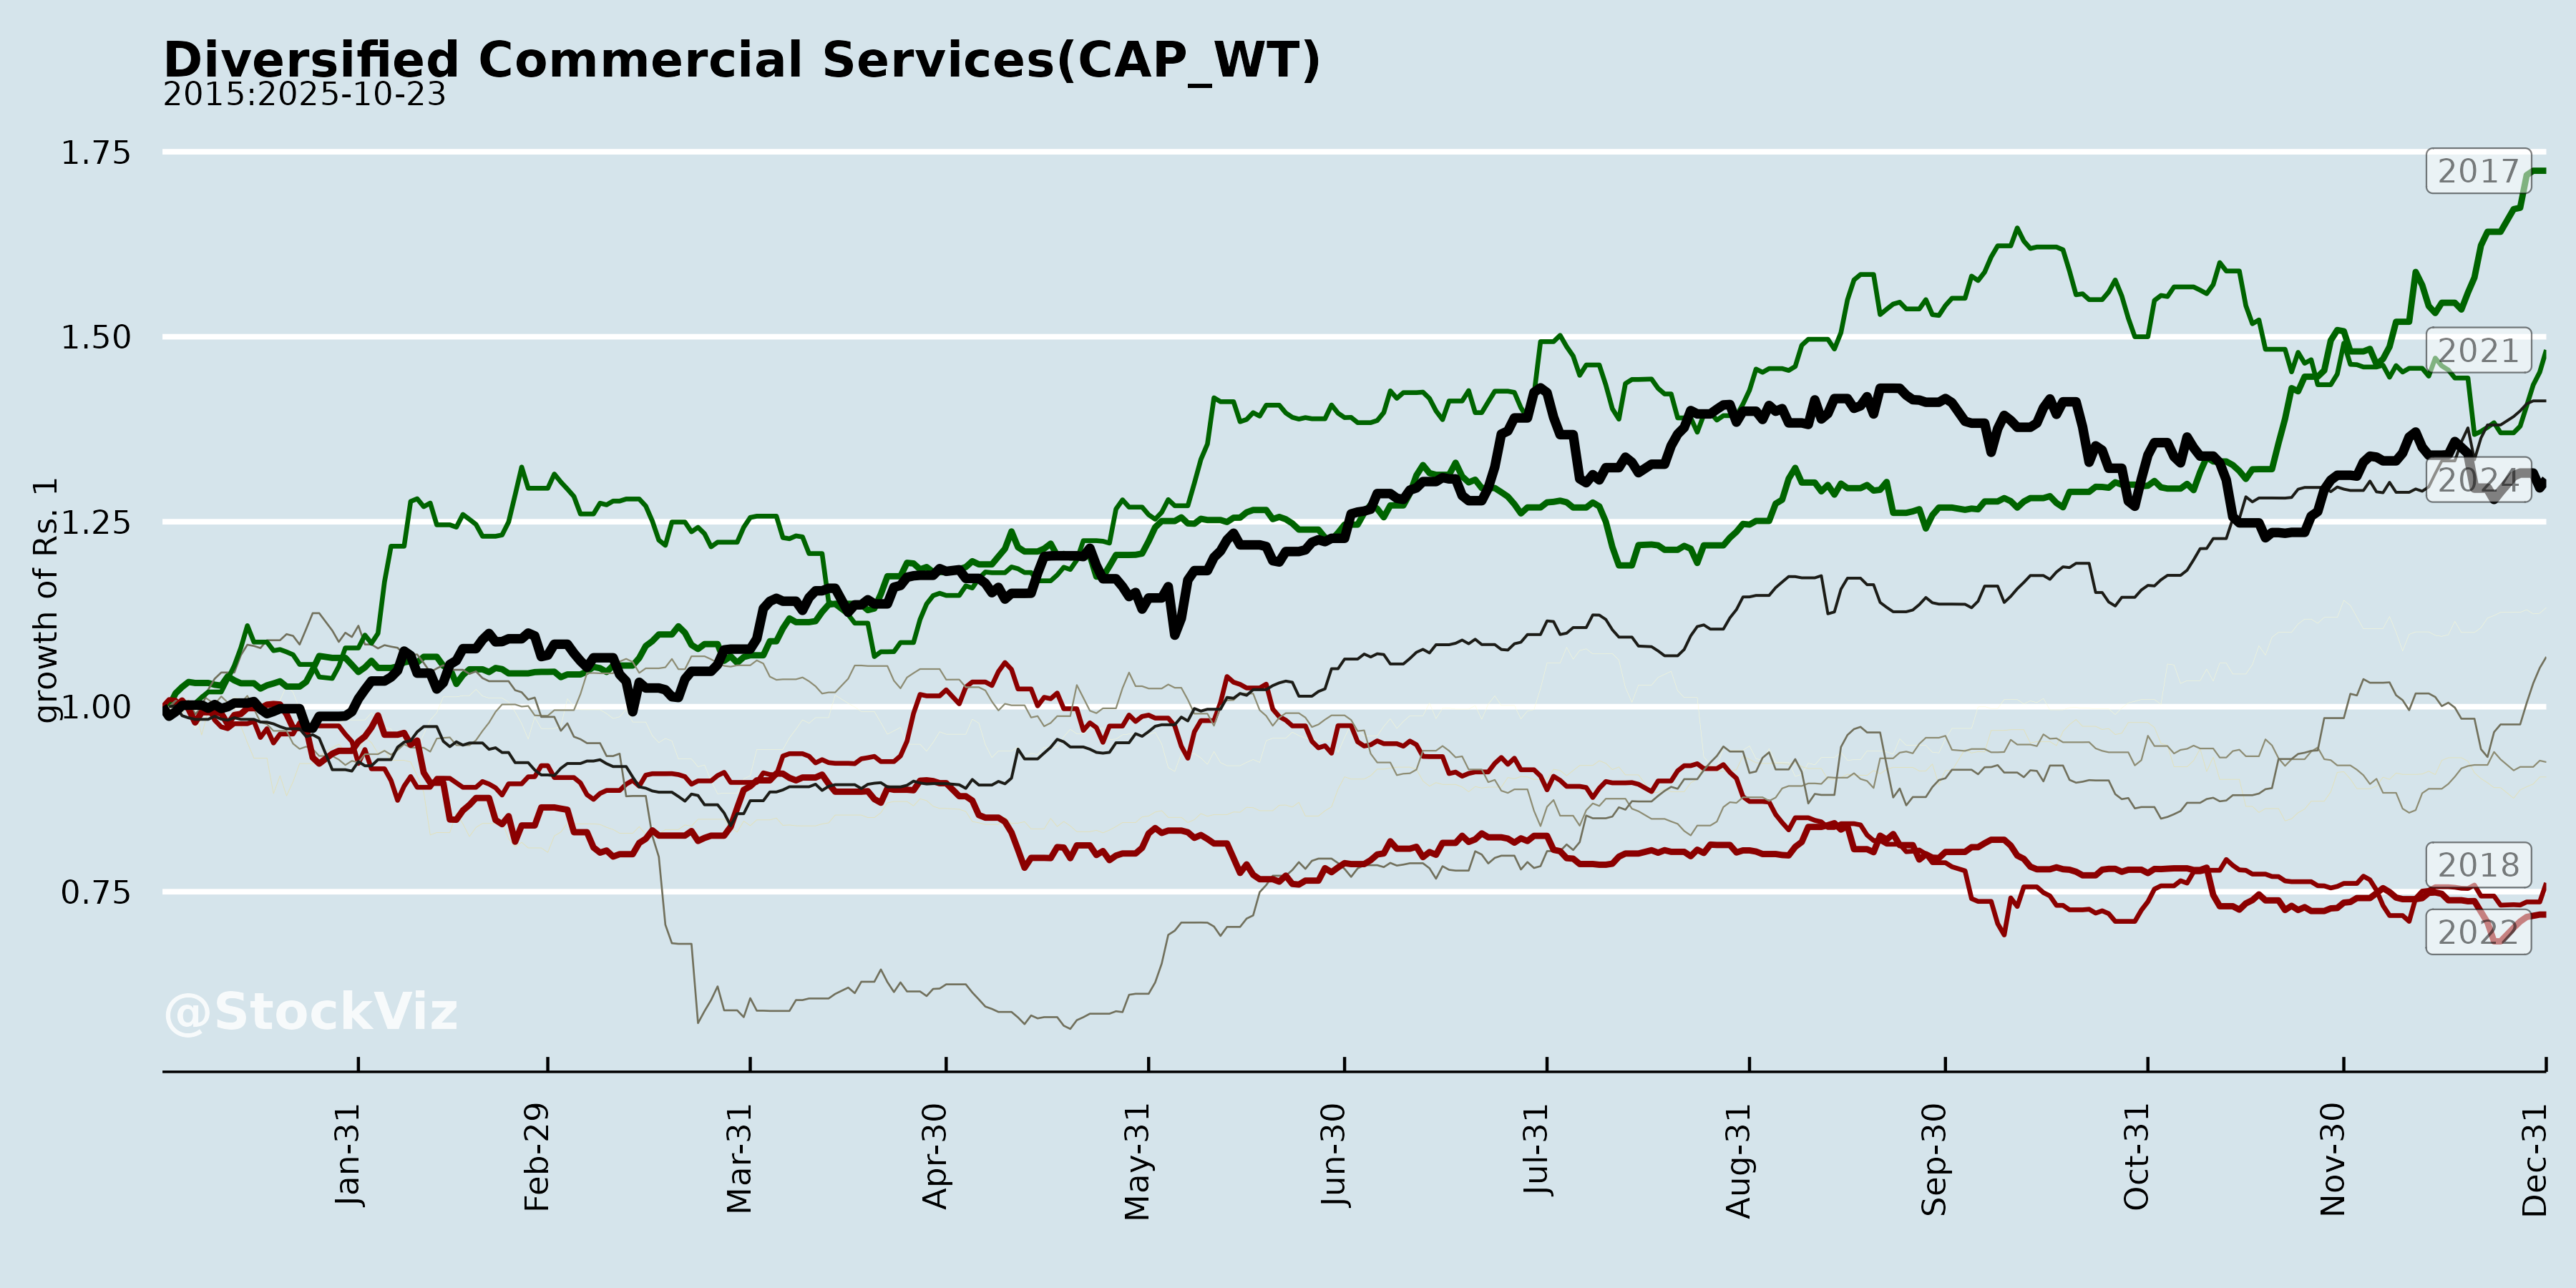 Diversified Commercial Services(CAP_WT)
2015:2025-10-23
growth of Rs. 1
1.75
1.50
1.25
1.00
0.75
2017
2021
2024
2018
2022
@StockViz
Jan-31
Feb-29
Mar-31
Apr-30
May-31
Jun-30
Jul-31
Aug-31
Sep-30
Oct-31
Nov-30
Dec-31